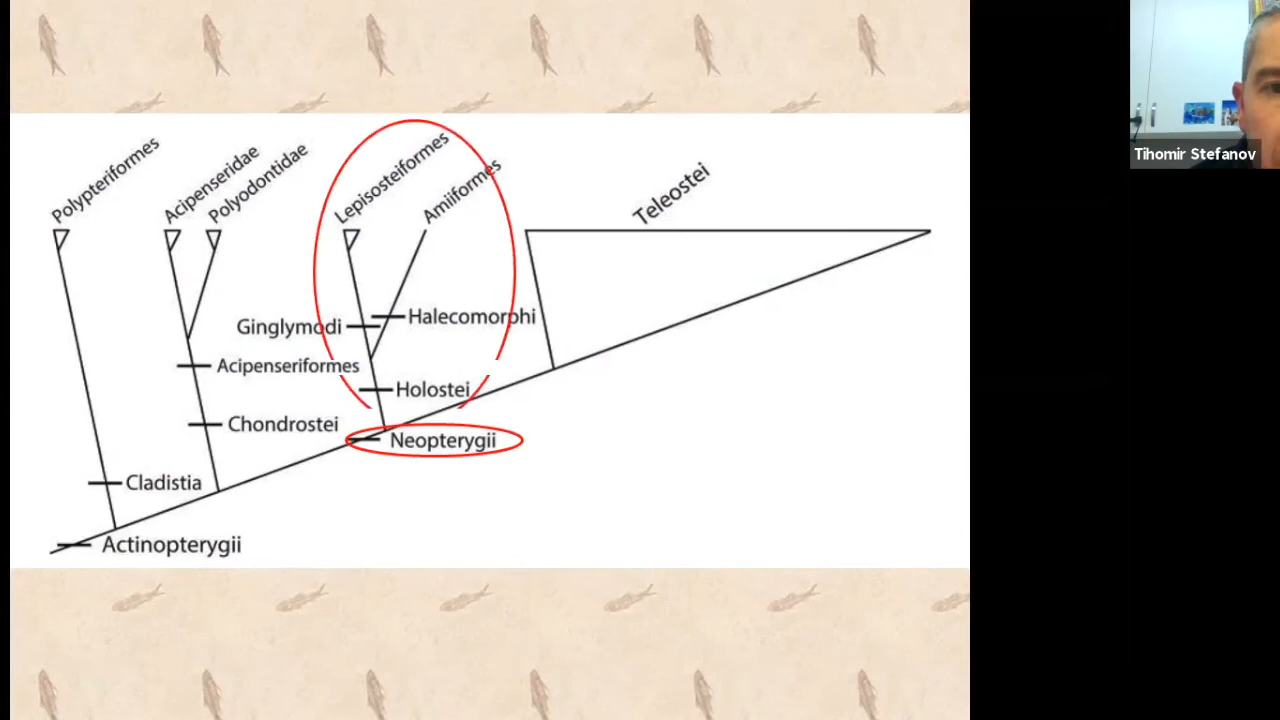 Polypteriformes
Acipenseridae
Polyodontidae
Lepisosteiformes
Amiiformes
Teleostei
Ginglymodi
Halecomorphi
Acipenseriformes
Holostei
Chondrostei
Neopterygii
Cladistia
Actinopterygii
Tihomir Stefanov